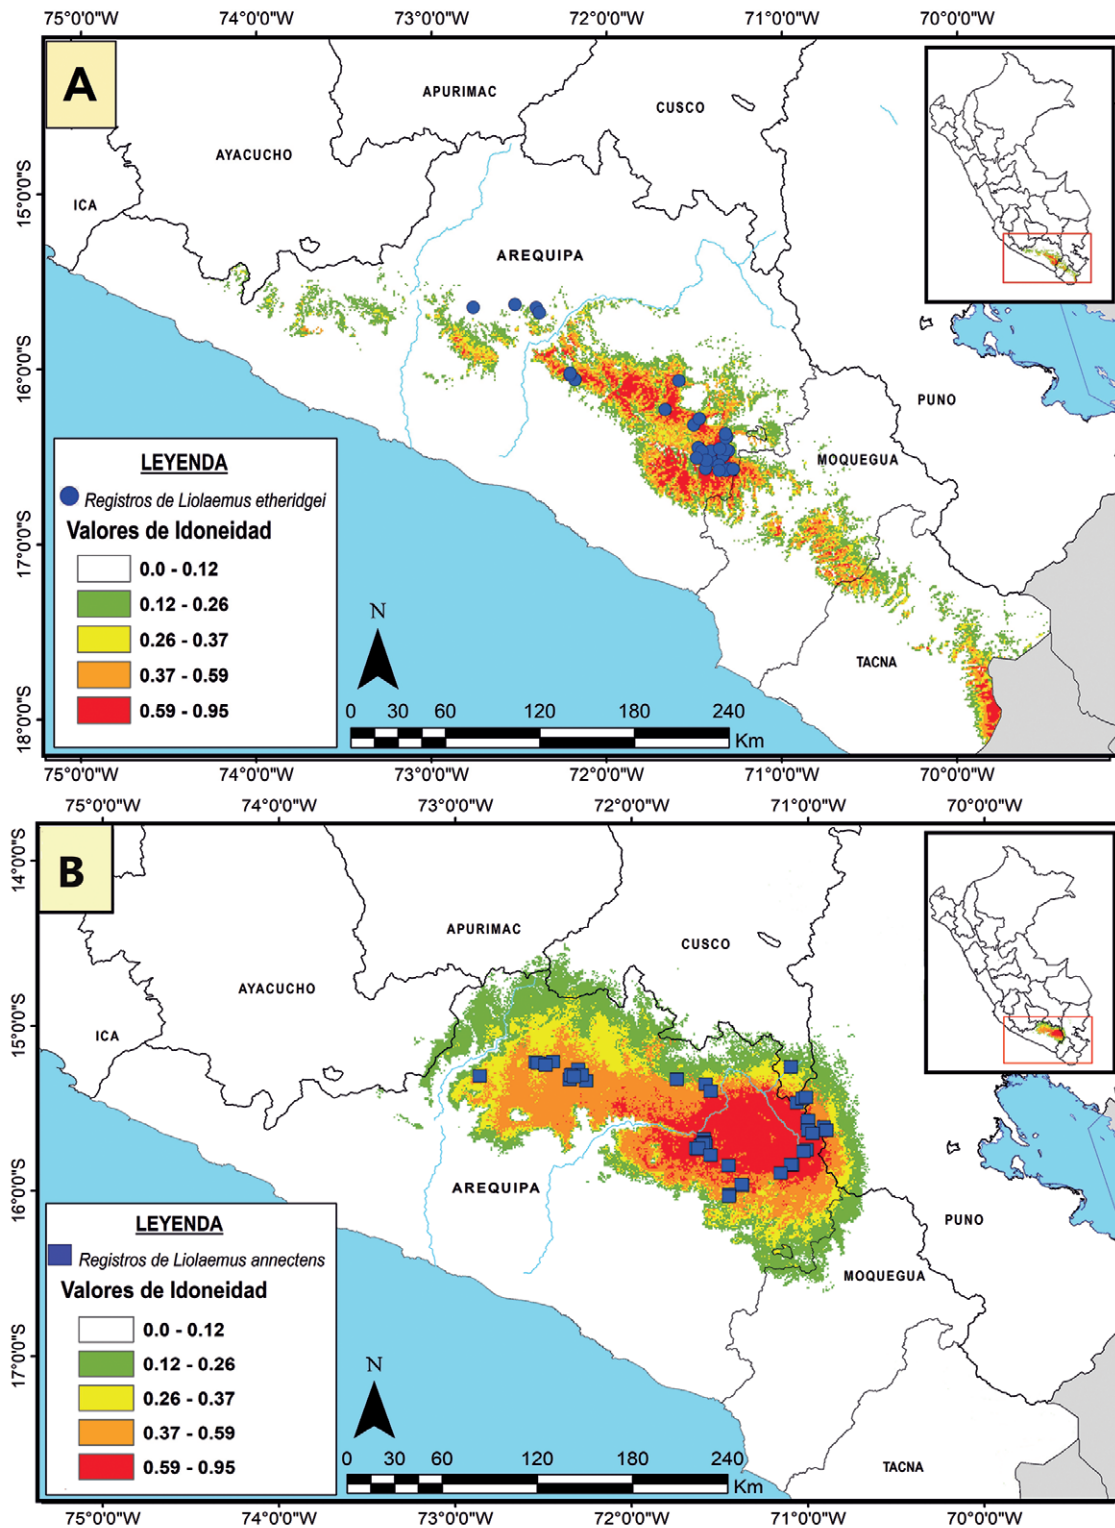 75°0'0"W 74°0'0"W 73°0'0"W 72°0'0"W 71°0'0"W 70°0'0"W
A
APURIMAC
CUSCO
AYACUCHO
15°0'0"S
ICA
AREQUIPA
16°0'0"S
PUNO
LEYENDA
MOQUEGUA
Registros de Liolaemus etheridgei
Valores de Idoneidad
17°0'0"S
0.0 - 0.12
0.12 - 0.26
N
0.26 - 0.37
TACNA
0.37 - 0.59
0.59 - 0.95
18°0'0"S
0 30 60 120 180 240
Km
75°0'0"W 74°0'0"W 73°0'0"W 72°0'0"W 71°0'0"W 70°0'0"W
75°0'0"W 74°0'0"W 73°0'0"W 72°0'0"W 71°0'0"W 70°0'0"W
B
14°0'0"S
APURIMAC
CUSCO
AYACUCHO
15°0'0"S
ICA
AREQUIPA
16°0'0"S
PUNO
LEYENDA
Registros de Liolaemus annectens
MOQUEGUA
Valores de Idoneidad
0.0 - 0.12
17°0'0"S
0.12 - 0.26
N
0.26 - 0.37
0.37 - 0.59
0.59 - 0.95
TACNA
0 30 60 120 180 240
Km
75°0'0"W 74°0'0"W 73°0'0"W 72°0'0"W 71°0'0"W 70°0'0"W